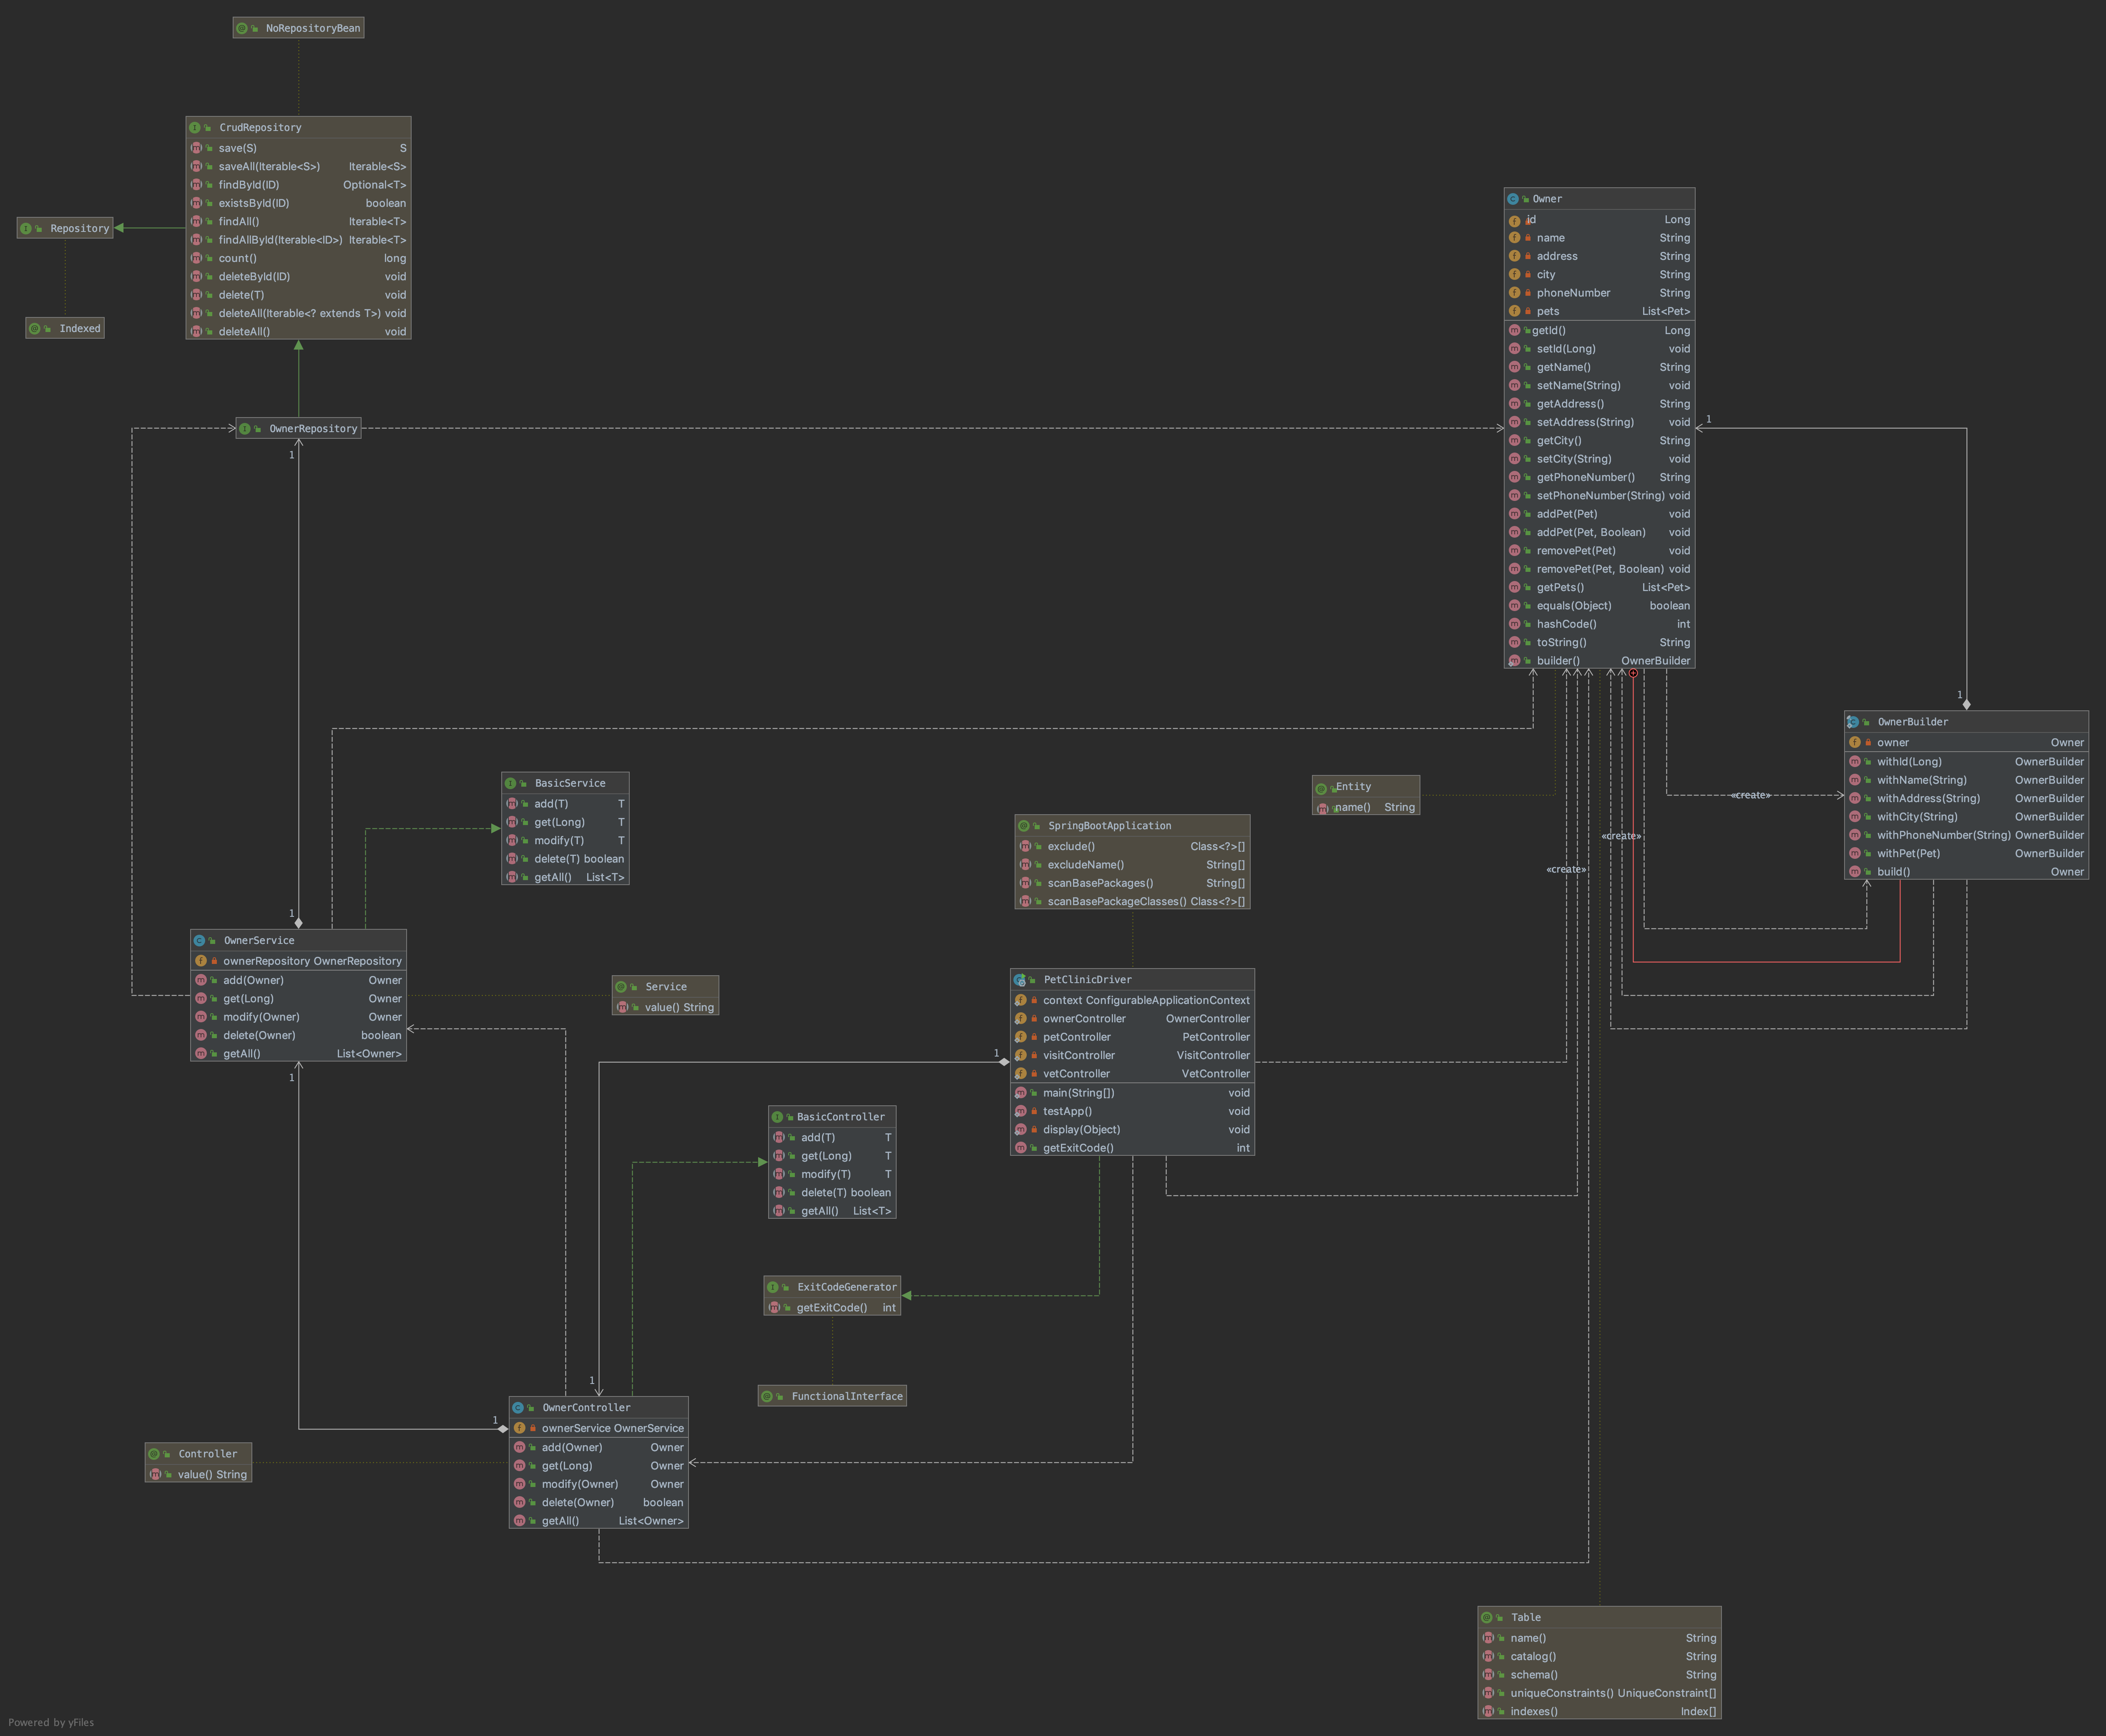 NoRepositoryBean
CrudRepository
save(S) S
saveAll(Iterable<S>) Iterable<S>
findById(ID) Optional<T>
existsById(ID) boolean
findAll() Iterable<T>
findAllById(Iterable<ID>) Iterable<T>
count() long
deleteById(ID) void
delete(T) void
deleteAll(Iterable<? extends T>) void
deleteAll() void
Repository
Indexed
OwnerRepository
1
Owner
id Long
name String
address String
city String
phoneNumber String
pets List<Pet>
getId() Long
setId(Long) void
getName() String
setName(String) void
getAddress() String
setAddress(String) void
getCity() String
setCity(String) void
getPhoneNumber() String
setPhoneNumber(String) void
addPet(Pet) void
addPet(Pet, Boolean) void
removePet(Pet) void
removePet(Pet, Boolean) void
getPets() List<Pet>
equals(Object) boolean
hashCode() int
toString() String
builder() OwnerBuilder
1
1
OwnerBuilder
owner Owner
withId(Long) OwnerBuilder
withName(String) OwnerBuilder
withAddress(String) OwnerBuilder
withCity(String) OwnerBuilder
withPhoneNumber(String) OwnerBuilder
withPet(Pet) OwnerBuilder
build() Owner
«create»
«create»
«create»
BasicService
add(T) T
get(Long) T
modify(T) T
delete(T) boolean
getAll() List<T>
Entity
name() String
SpringBootApplication
exclude() Class<?>[]
excludeName() String[]
scanBasePackages() String[]
scanBasePackageClasses() Class<?>[]
1
OwnerService
ownerRepository OwnerRepository
add(Owner) Owner
get(Long) Owner
modify(Owner) Owner
delete(Owner) boolean
getAll() List<Owner>
1
Service
value() String
PetClinicDriver
context ConfigurableApplicationContext
ownerController OwnerController
petController PetController
visitController VisitController
vetController VetController
main(String[]) void
testApp() void
display(Object) void
getExitCode() int
1
BasicController
add(T) T
get(Long) T
modify(T) T
delete(T) boolean
getAll() List<T>
ExitCodeGenerator
getExitCode() int
FunctionalInterface
1
1
OwnerController
ownerService OwnerService
add(Owner) Owner
get(Long) Owner
modify(Owner) Owner
delete(Owner) boolean
getAll() List<Owner>
Controller
value() String
Table
name() String
catalog() String
schema() String
uniqueConstraints() UniqueConstraint[]
indexes() Index[]
Powered by yFiles